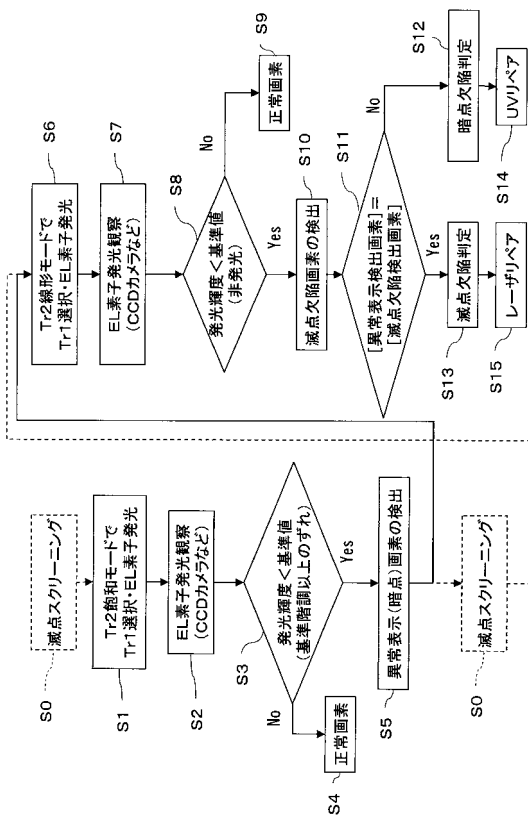 S0
減点スクリーニング
S1
Tr2飽和モードで
Tr1選択・EL素子発光
S2
EL素子発光観察
(CCDカメラなど)
S3
発光輝度<基準値
(基準階調以上のずれ)
No
Yes
S4
正常画素
S5
異常表示(暗点)画素の検出
S0
減点スクリーニング
S6
Tr2線形モードで
Tr1選択・EL素子発光
S7
EL素子発光観察
(CCDカメラなど)
S8
発光輝度<基準値
(非発光)
No
Yes
S9
正常画素
S10
減点欠陥画素の検出
S11
[異常表示検出画素]=
[減点欠陥検出画素]
No
Yes
S12
暗点欠陥判定
S13
減点欠陥判定
S14
UVリペア
S15
レーザリペア